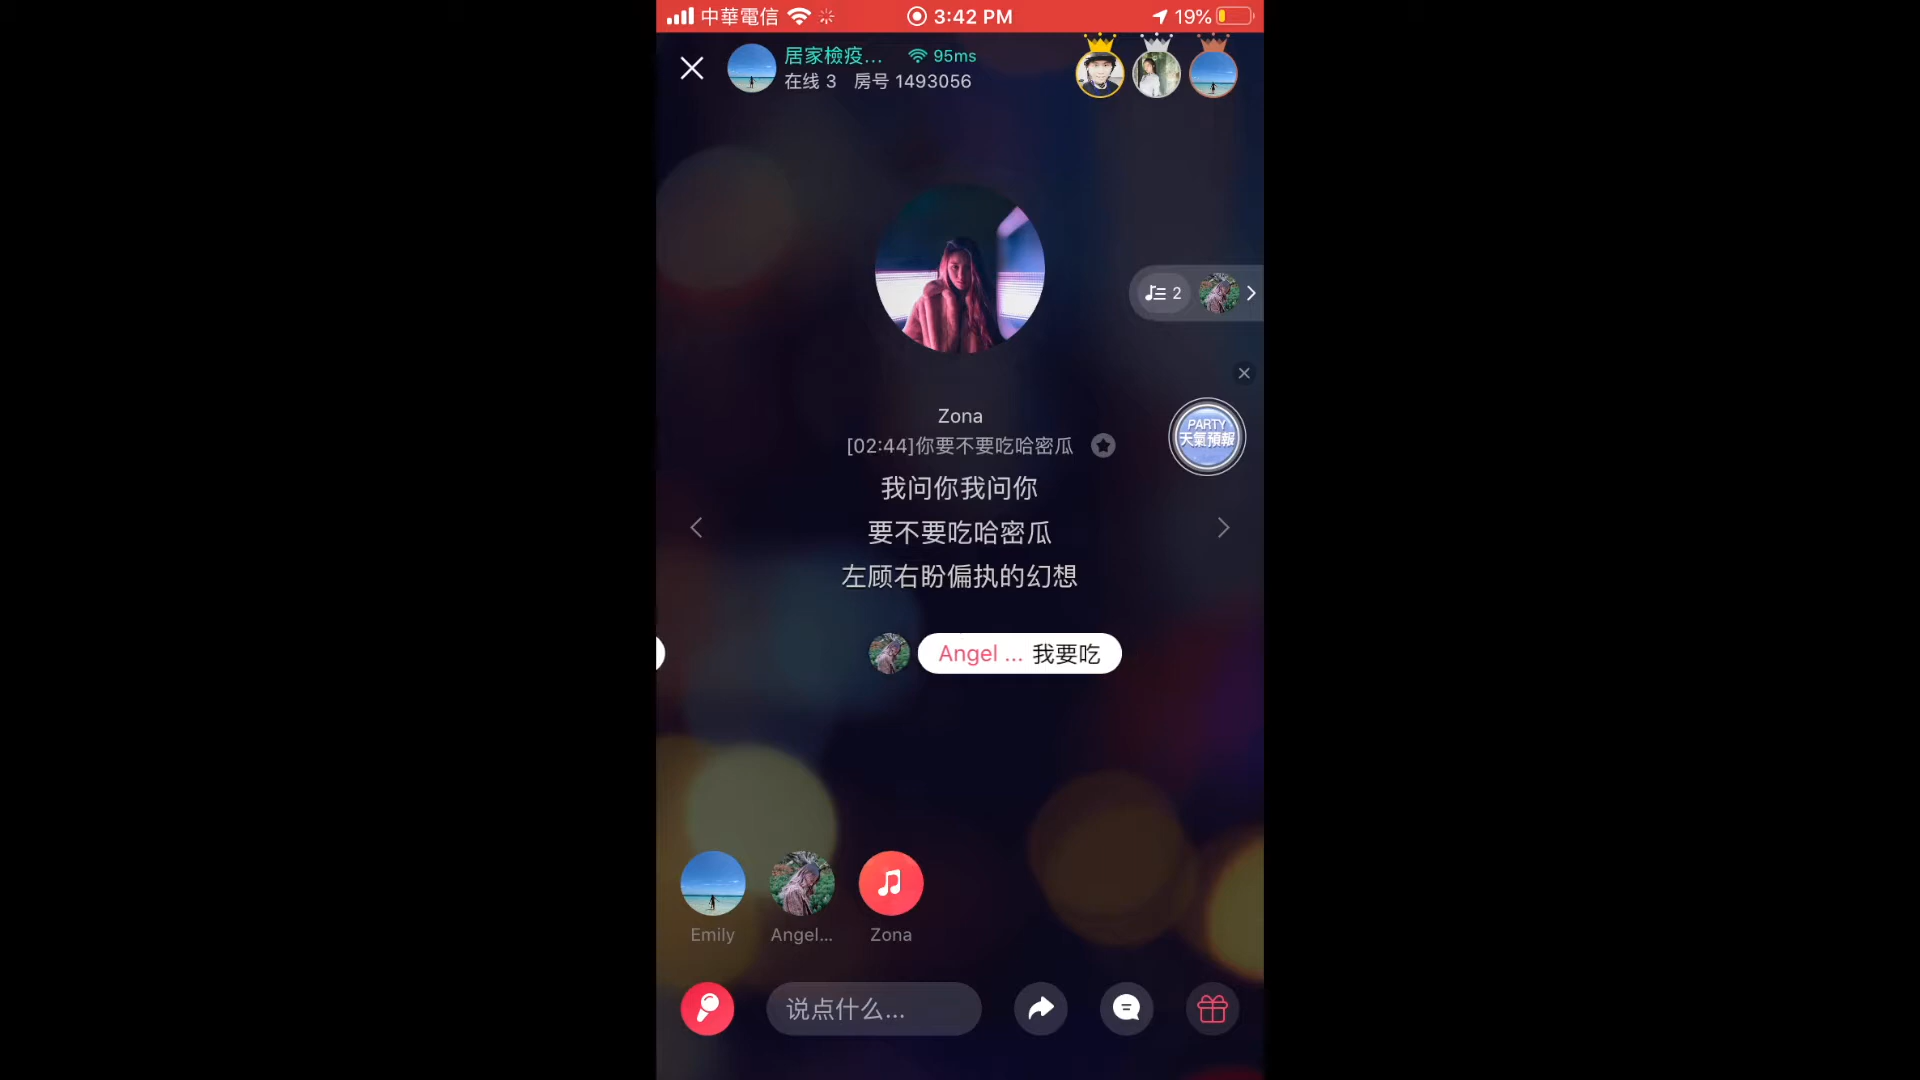 中華電信 3:42 PM 19%
居家檢疫... 95ms
在线 3 房号 1493056
2
PARTY
天氣預報
Zona
[02:44]你要不要吃哈密瓜
我问你我问你
要不要吃哈密瓜
左顾右盼偏执的幻想
Angel ... 我要吃
Emily Angel... Zona
说点什么...